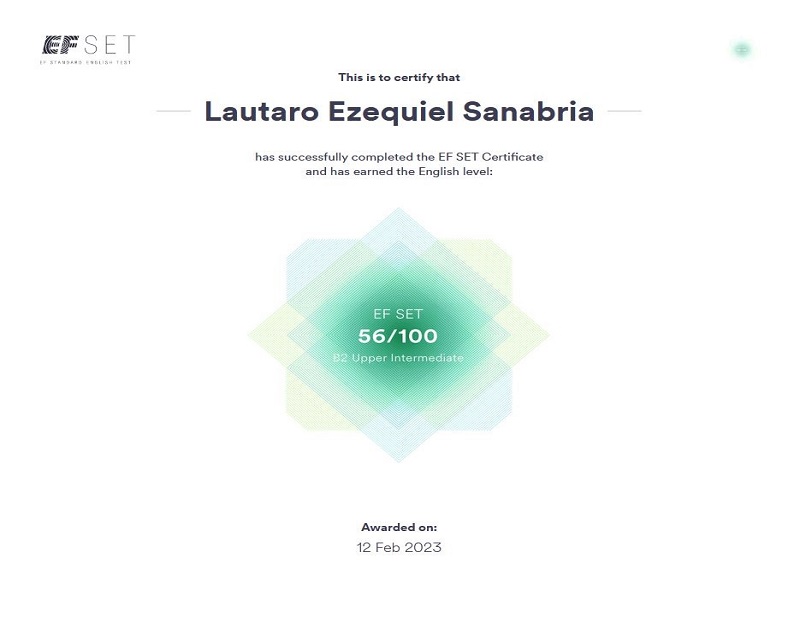 EF SET
EF STANDARD ENGLISH TEST
This is to certify that
Lautaro Ezequiel Sanabria
has successfully completed the EF SET Certificate
and has earned the English level:
EF SET
56/100
B2 Upper Intermediate
Awarded on:
12 Feb 2023